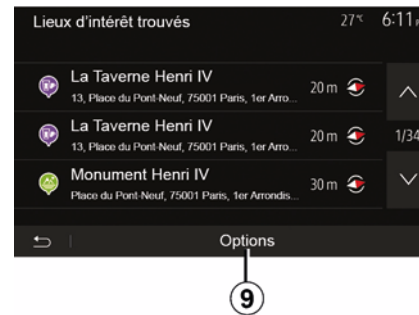 Lieux d'intérêt trouvés 27°C 6:11
La Taverne Henri IV
13, Place du Pont-Neuf, 75001 Paris, 1er Arro... 20 m
1/34
La Taverne Henri IV
13, Place du Pont-Neuf, 75001 Paris, 1er Arro... 20 m
Monument Henri IV
Place du Pont-Neuf, 75001 Paris, 1er Arrondis... 30 m
Options
9